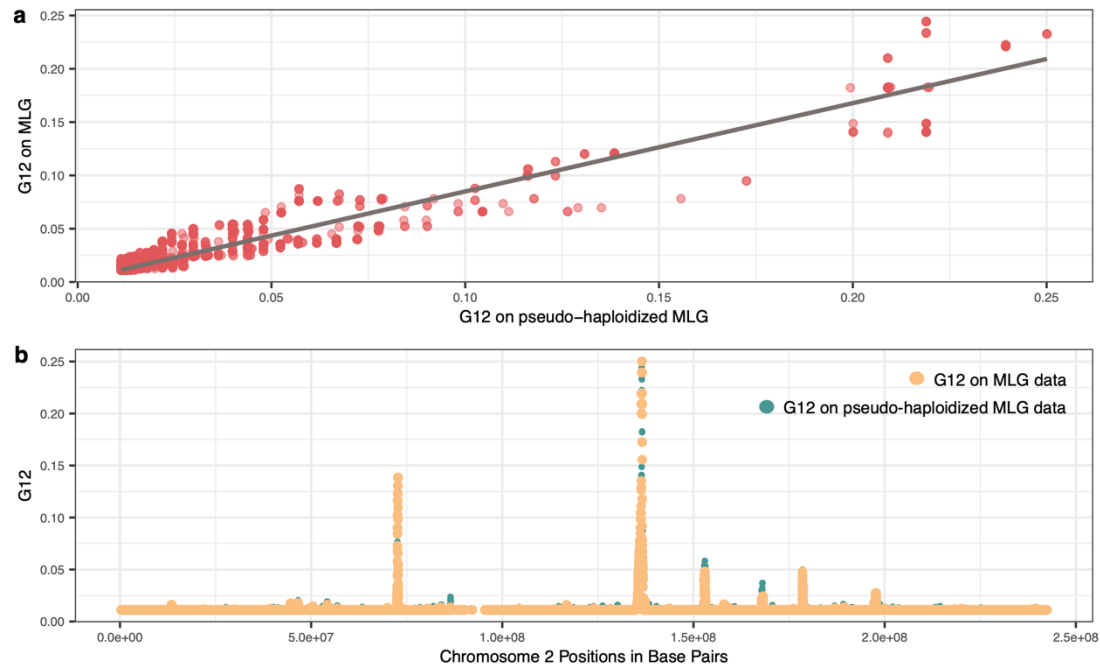 a
0.25
0.20
0.15
0.10
0.05
0.00
G12 on MLG
0.00 0.05 0.10 0.15 0.20 0.25
G12 on pseudo-haploidized MLG
b
0.25
0.20
0.15
0.10
0.05
0.00
G12
G12 on MLG data
G12 on pseudo-haploidized MLG data
0.0e+00 5.0e+07 1.0e+08 1.5e+08 2.0e+08 2.5e+08
Chromosome 2 Positions in Base Pairs